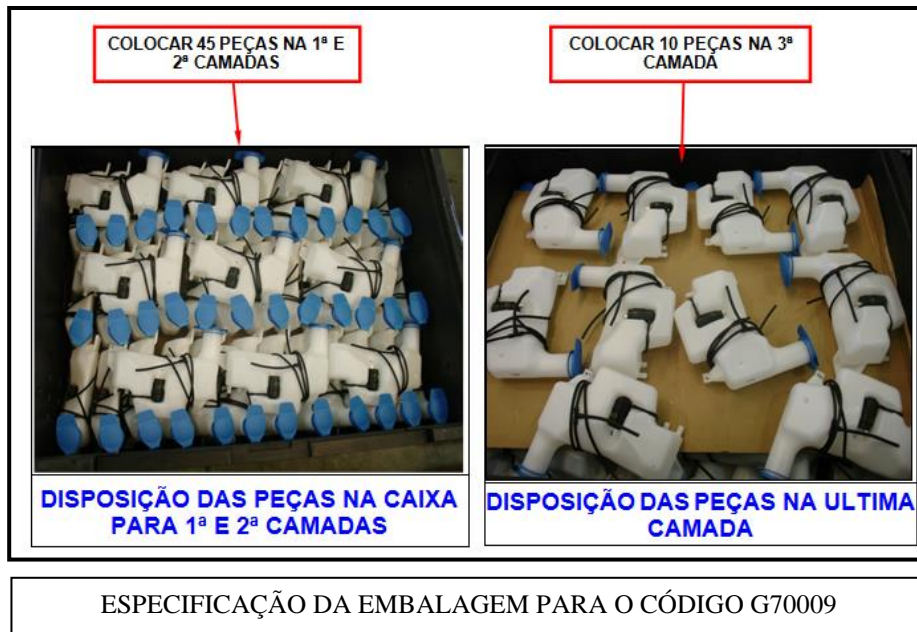 COLOCAR 45 PEÇAS NA 1ª E
2ª CAMADAS
COLOCAR 10 PEÇAS NA 3ª
CAMADA
DISPOSIÇÃO DAS PEÇAS NA CAIXA
PARA 1ª E 2ª CAMADAS
DISPOSIÇÃO DAS PEÇAS NA ULTIMA
CAMADA
ESPECIFICAÇÃO DA EMBALAGEM PARA O CÓDIGO G70009